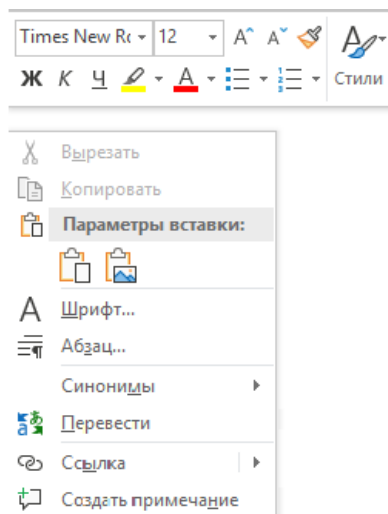 Times New Ro 12
Ж К Ч А Стили
Вырезать
Копировать
Параметры вставки:
Шрифт...
Абзац...
Синонимы
Перевести
Ссылка
Создать примечание